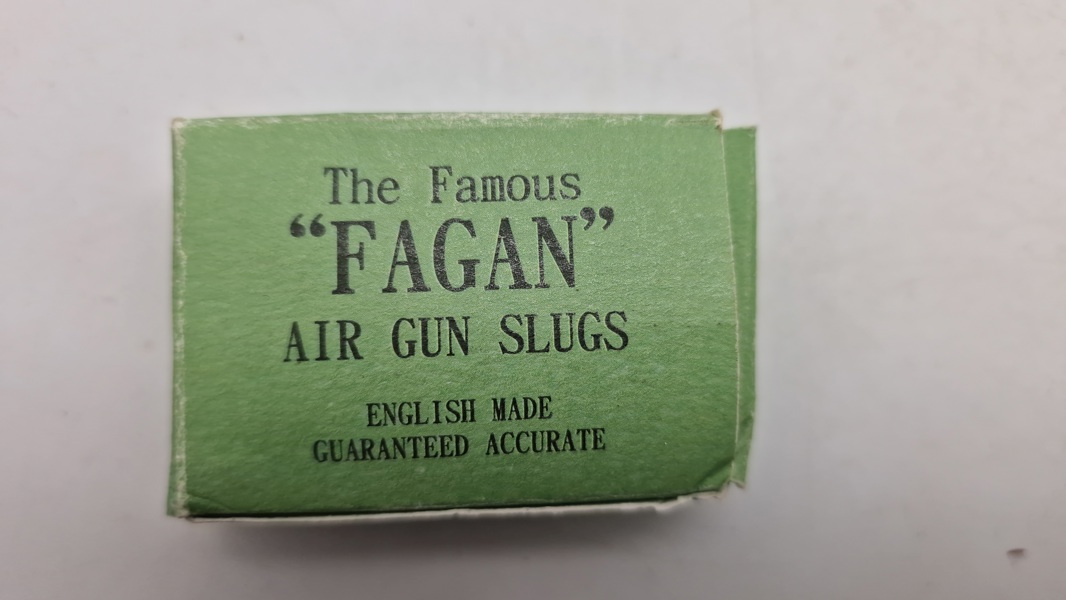 The Famous
“FAGAN”
AIR GUN SLUGS
ENGLISH MADE
GUARANTEED ACCURATE